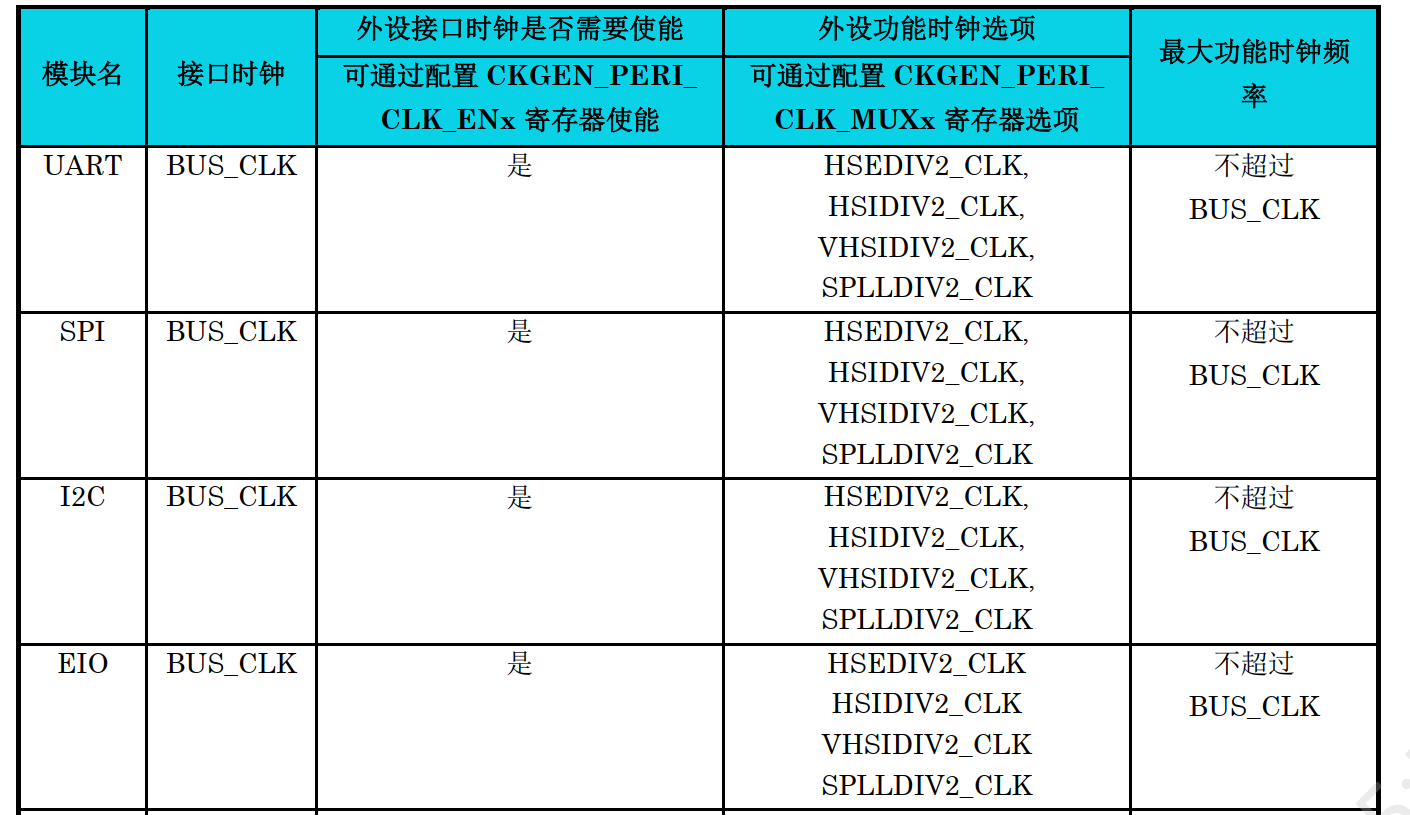 模块名
接口时钟
外设接口时钟是否需要使能
可通过配置 CKGEN_PERI_
CLK_ENx 寄存器使能
外设功能时钟选项
可通过配置 CKGEN_PERI_
CLK_MUXx 寄存器选项
最大功能时钟频
率
UART
BUS_CLK
是
HSEDIV2_CLK,
HSIDIV2_CLK,
VHSIDIV2_CLK,
SPLLDIV2_CLK
不超过
BUS_CLK
SPI
BUS_CLK
是
HSEDIV2_CLK,
HSIDIV2_CLK,
VHSIDIV2_CLK,
SPLLDIV2_CLK
不超过
BUS_CLK
I2C
BUS_CLK
是
HSEDIV2_CLK,
HSIDIV2_CLK,
VHSIDIV2_CLK,
SPLLDIV2_CLK
不超过
BUS_CLK
EIO
BUS_CLK
是
HSEDIV2_CLK
HSIDIV2_CLK
VHSIDIV2_CLK
SPLLDIV2_CLK
不超过
BUS_CLK